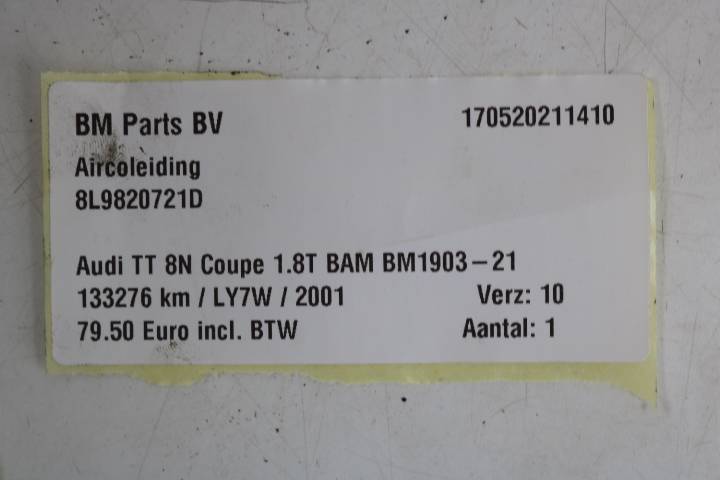 BM Parts BV 170520211410
Aircoleiding
8L9820721D
Audi TT 8N Coupe 1.8T BAM BM1903-21
133276 km / LY7W / 2001 Verz: 10
79.50 Euro incl. BTW Aantal: 1